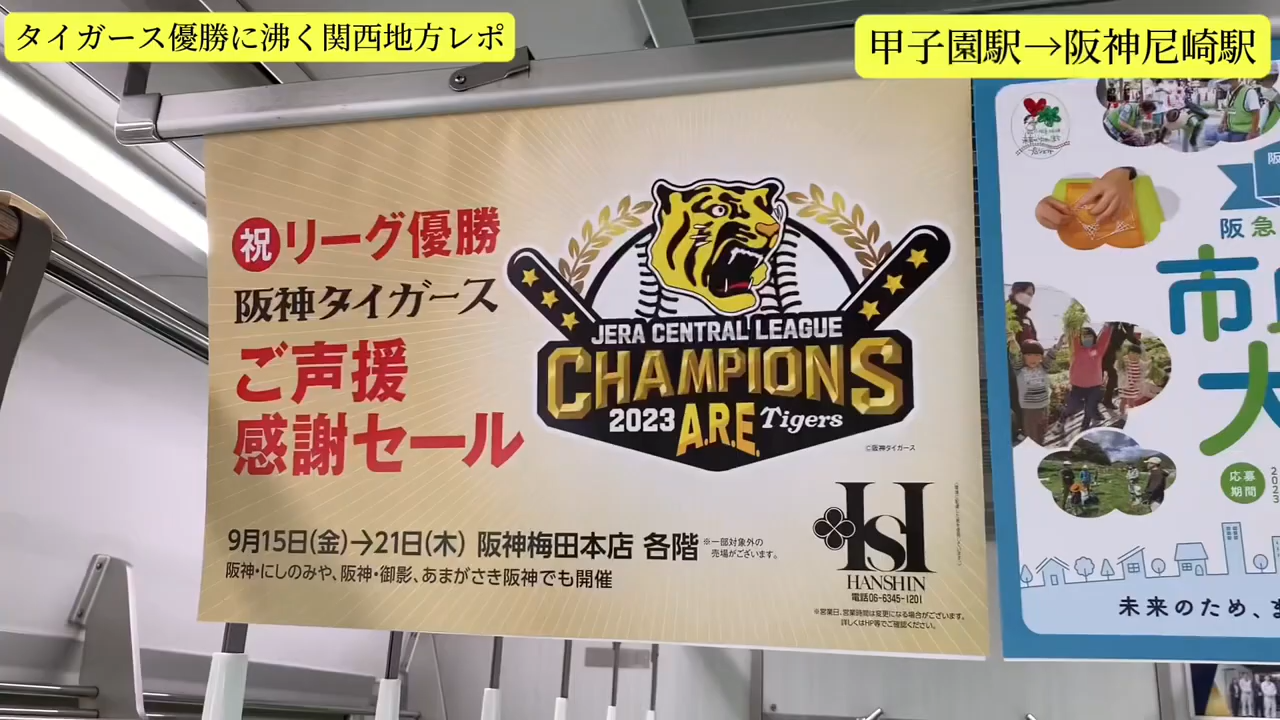 タイガース優勝に沸く関西地方レポ
甲子園駅→阪神尼崎駅
祝リーグ優勝
阪神タイガース
ご声援
感謝セール
JERA CENTRAL LEAGUE
CHAMPIONS
2023 A.R.E. Tigers
©阪神タイガース
9月15日(金)→21日(木) 阪神梅田本店 各階
※一部対象外の
売場がございます。
阪神・にしのみや、阪神・御影、あまがさき阪神でも開催
HANSHIN
電話06-6345-1201
※営業日、営業時間は変更になる場合がございます。
詳しくはHP等でご確認ください。
阪急
市
大
応募
期間
未来のため、